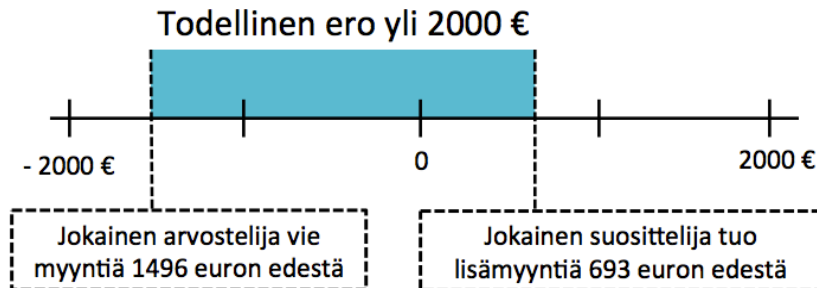 Todellinen ero yli 2000 €
- 2000 €
0
2000 €
Jokainen arvostelija vie
myyntiä 1496 euron edestä
Jokainen suosittelija tuo
lisämyyntiä 693 euron edestä